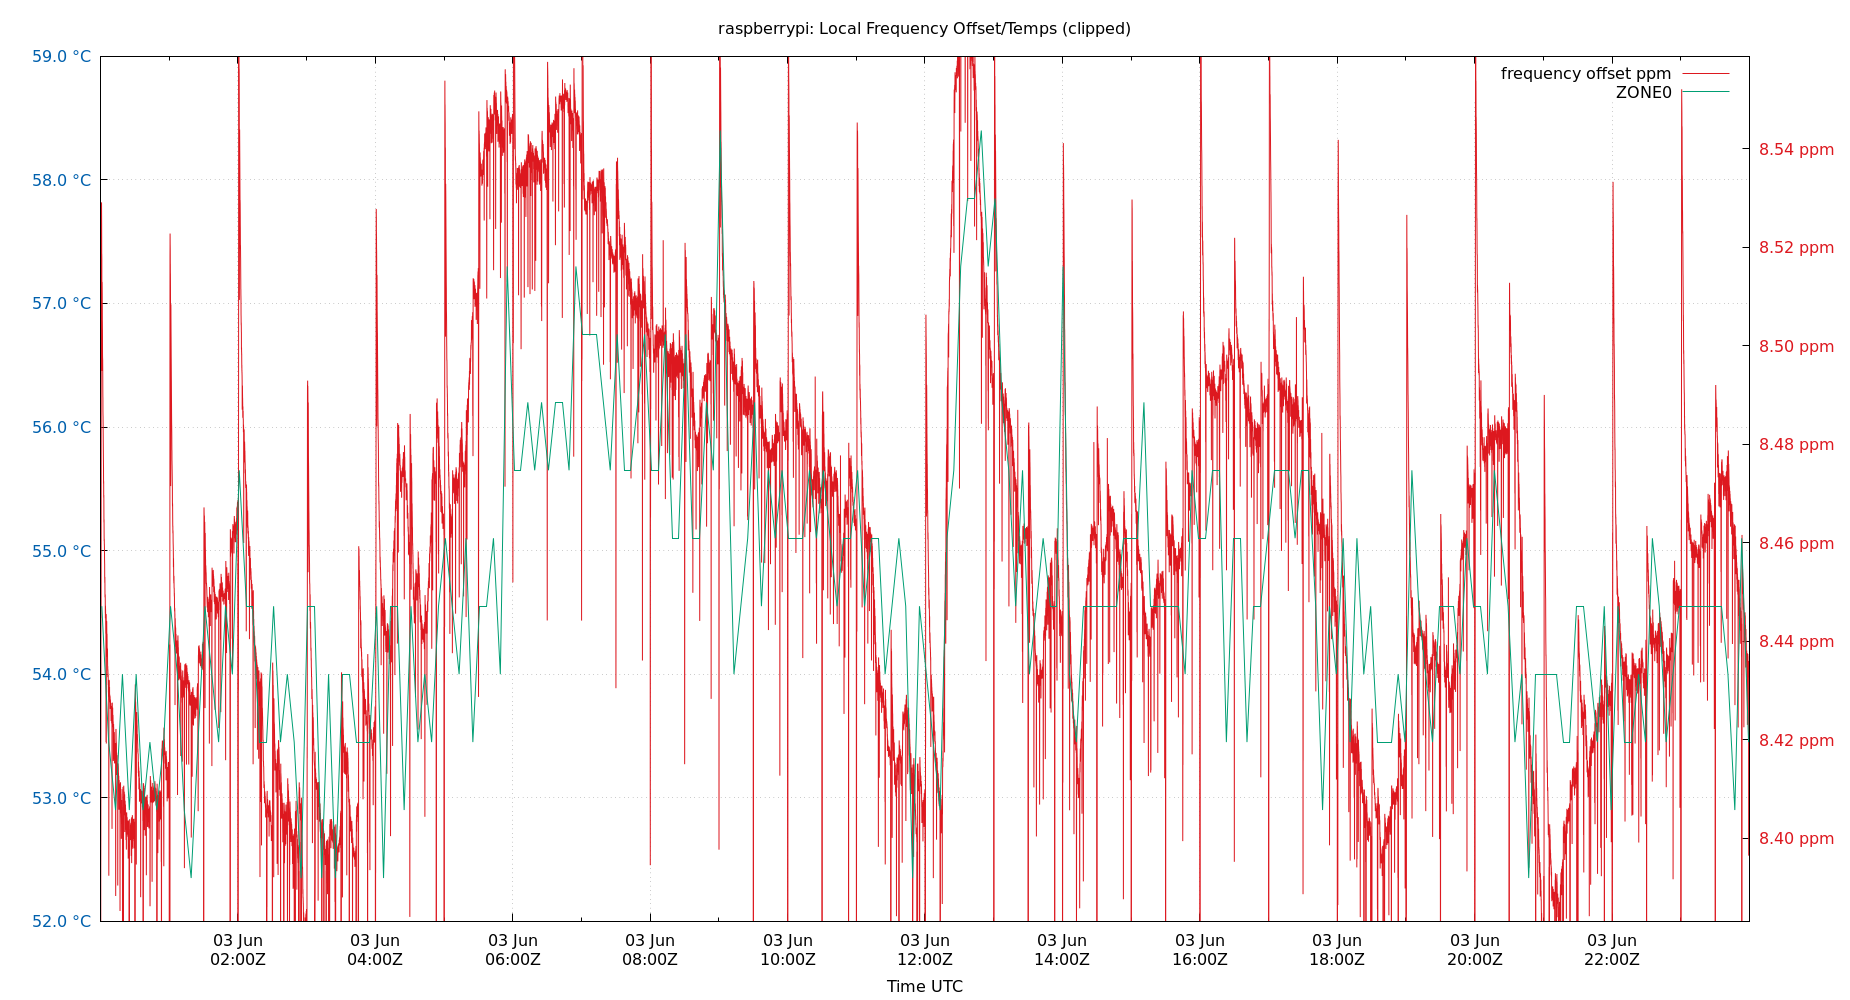 raspberrypi: Local Frequency Offset/Temps (clipped)
frequency offset ppm
ZONE0
59.0 °C
58.0 °C
57.0 °C
56.0 °C
55.0 °C
54.0 °C
53.0 °C
52.0 °C
8.54 ppm
8.52 ppm
8.50 ppm
8.48 ppm
8.46 ppm
8.44 ppm
8.42 ppm
8.40 ppm
03 Jun 03 Jun 03 Jun 03 Jun 03 Jun 03 Jun 03 Jun 03 Jun 03 Jun 03 Jun 03 Jun
02:00Z 04:00Z 06:00Z 08:00Z 10:00Z 12:00Z 14:00Z 16:00Z 18:00Z 20:00Z 22:00Z
Time UTC